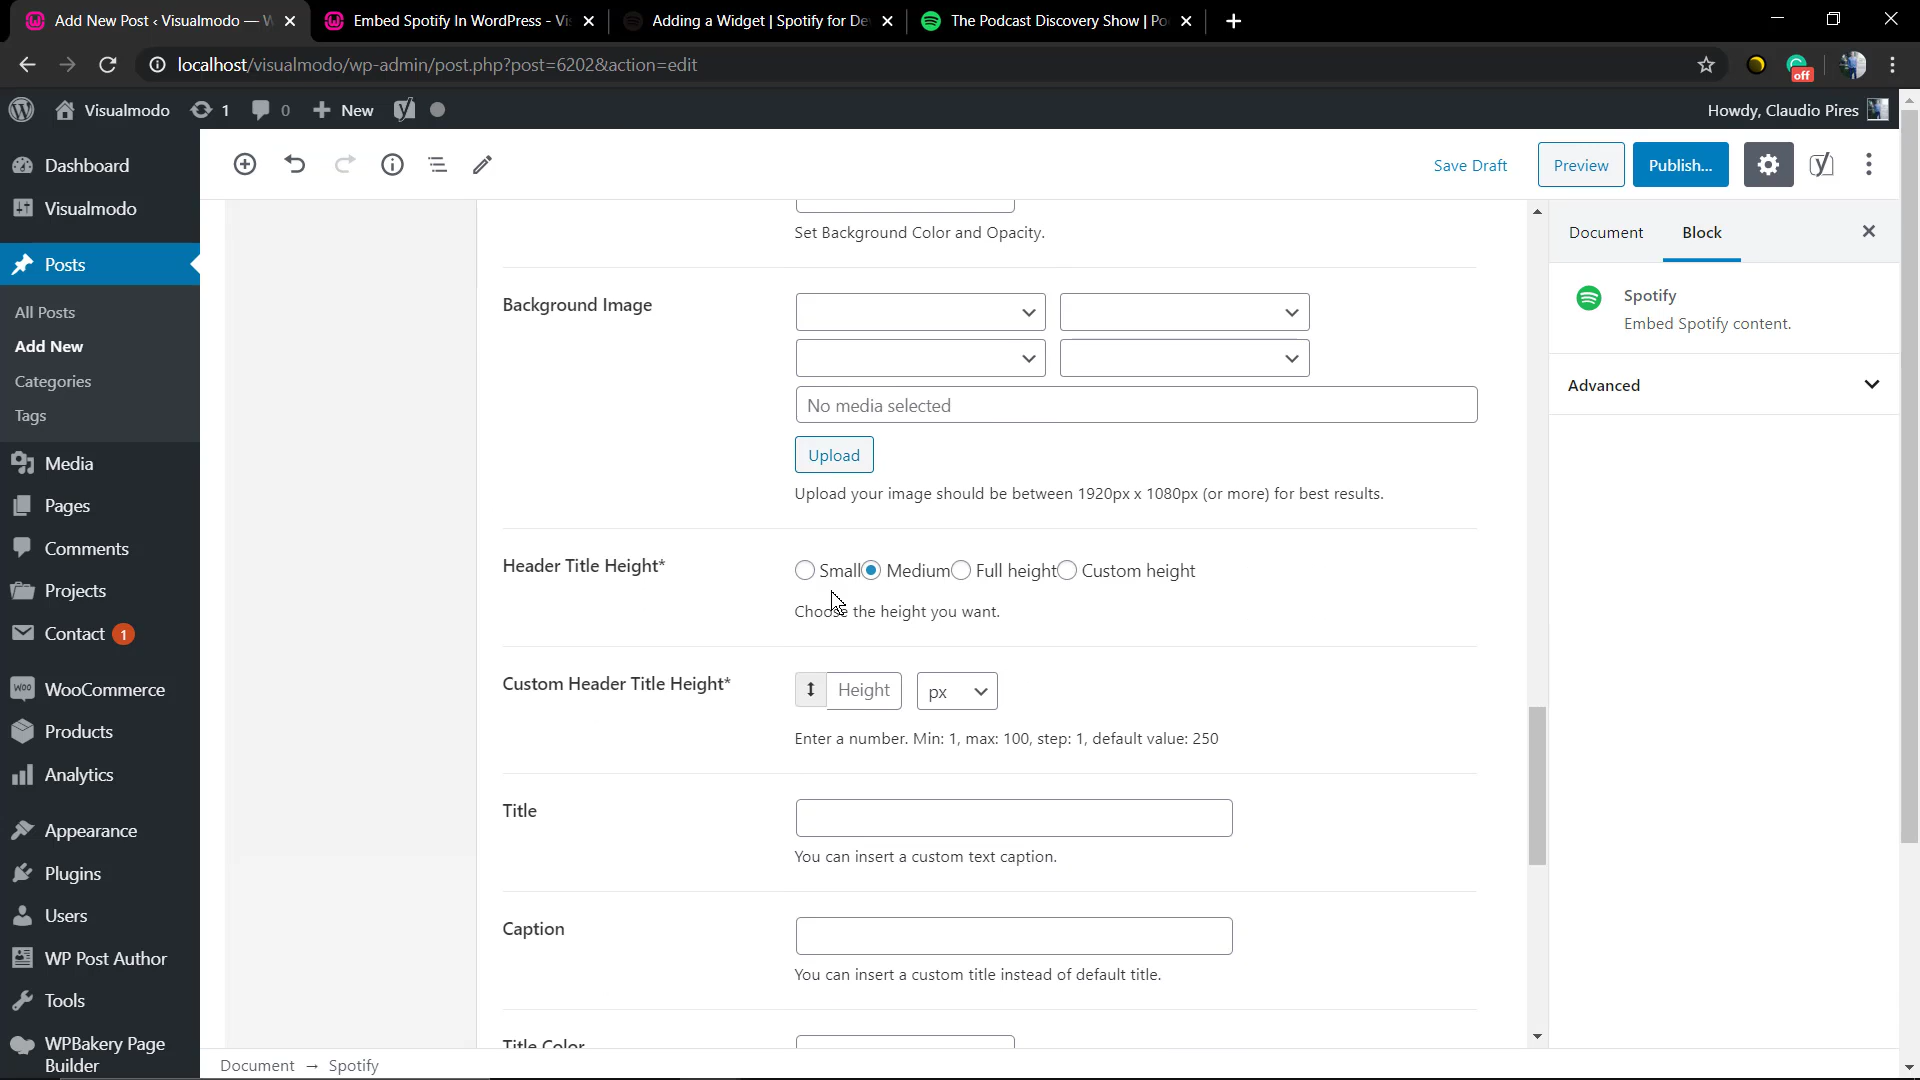 Add New Post ‹ Visualmodo — W
Embed Spotify In WordPress - Vi
Adding a Widget | Spotify for De
The Podcast Discovery Show | Po
localhost/visualmodo/wp-admin/post.php?post=6202&action=edit
off
Visualmodo 1 0 New
Howdy, Claudio Pires
Dashboard
Visualmodo
Posts
All Posts
Add New
Categories
Tags
Media
Pages
Comments
Projects
Contact 1
WooCommerce
Products
Analytics
Appearance
Plugins
Users
WP Post Author
Tools
WPBakery Page
Builder
Save Draft
Preview
Publish...
Set Background Color and Opacity.
Background Image
No media selected
Upload
Upload your image should be between 1920px x 1080px (or more) for best results.
Header Title Height*
Small Medium Full height Custom height
Choose the height you want.
Custom Header Title Height*
Height px
Enter a number. Min: 1, max: 100, step: 1, default value: 250
Title
You can insert a custom text caption.
Caption
You can insert a custom title instead of default title.
Title Color
Document → Spotify
Document Block
Spotify
Embed Spotify content.
Advanced